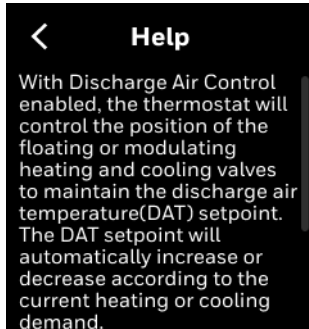 Help
With Discharge Air Control
enabled, the thermostat will
control the position of the
floating or modulating
heating and cooling valves
to maintain the discharge air
temperature(DAT) setpoint.
The DAT setpoint will
automatically increase or
decrease according to the
current heating or cooling
demand.